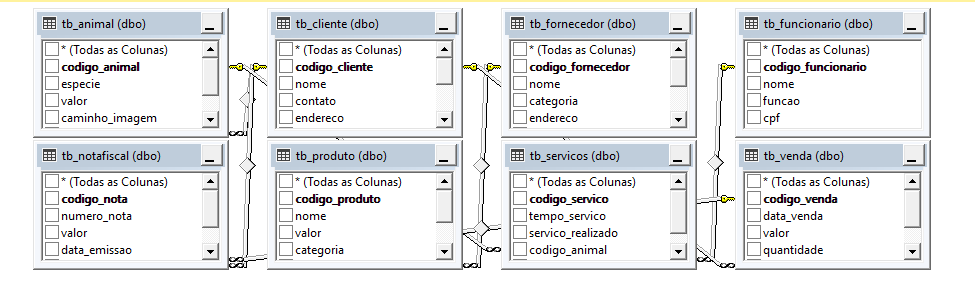 tb_animal (dbo)
* (Todas as Colunas)
codigo_animal
especie
valor
caminho_imagem
tb_cliente (dbo)
* (Todas as Colunas)
codigo_cliente
nome
contato
endereco
tb_fornecedor (dbo)
* (Todas as Colunas)
codigo_fornecedor
nome
categoria
endereco
tb_funcionario (dbo)
* (Todas as Colunas)
codigo_funcionario
nome
funcao
cpf
tb_notafiscal (dbo)
* (Todas as Colunas)
codigo_nota
numero_nota
valor
data_emissao
tb_produto (dbo)
* (Todas as Colunas)
codigo_produto
nome
valor
categoria
tb_servicos (dbo)
* (Todas as Colunas)
codigo_servico
tempo_servico
servico_realizado
codigo_animal
tb_venda (dbo)
* (Todas as Colunas)
codigo_venda
data_venda
valor
quantidade